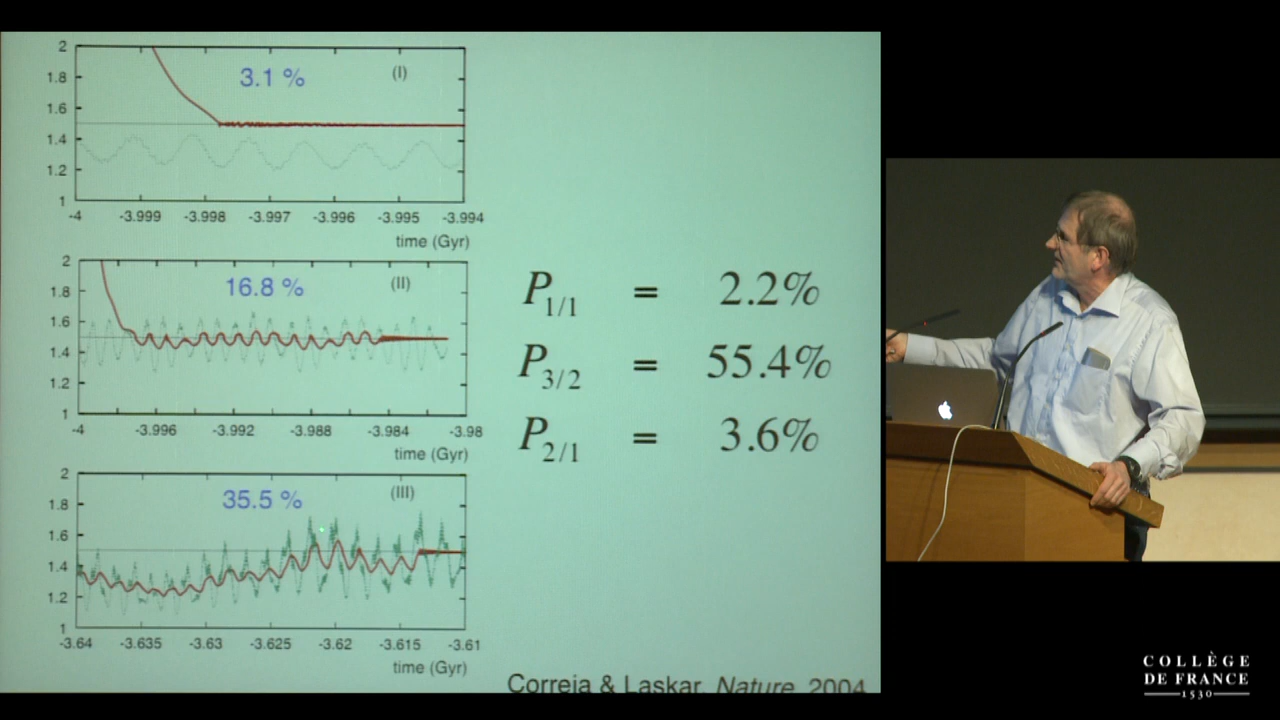 2
1.8
1.6
1.4
1.2
1
3.1 %
(I)
-4 -3.999 -3.998 -3.997 -3.996 -3.995 -3.994
time (Gyr)
2
1.8
1.6
1.4
1.2
1
16.8 %
(II)
-4 -3.996 -3.992 -3.988 -3.984 -3.98
time (Gyr)
2
1.8
1.6
1.4
1.2
1
35.5 %
(III)
-3.64 -3.635 -3.63 -3.625 -3.62 -3.615 -3.61
time (Gyr)
P1/1 = 2.2%
P3/2 = 55.4%
P2/1 = 3.6%
Correia & Laskar, Nature, 2004
COLLÈGE
DE FRANCE
1530